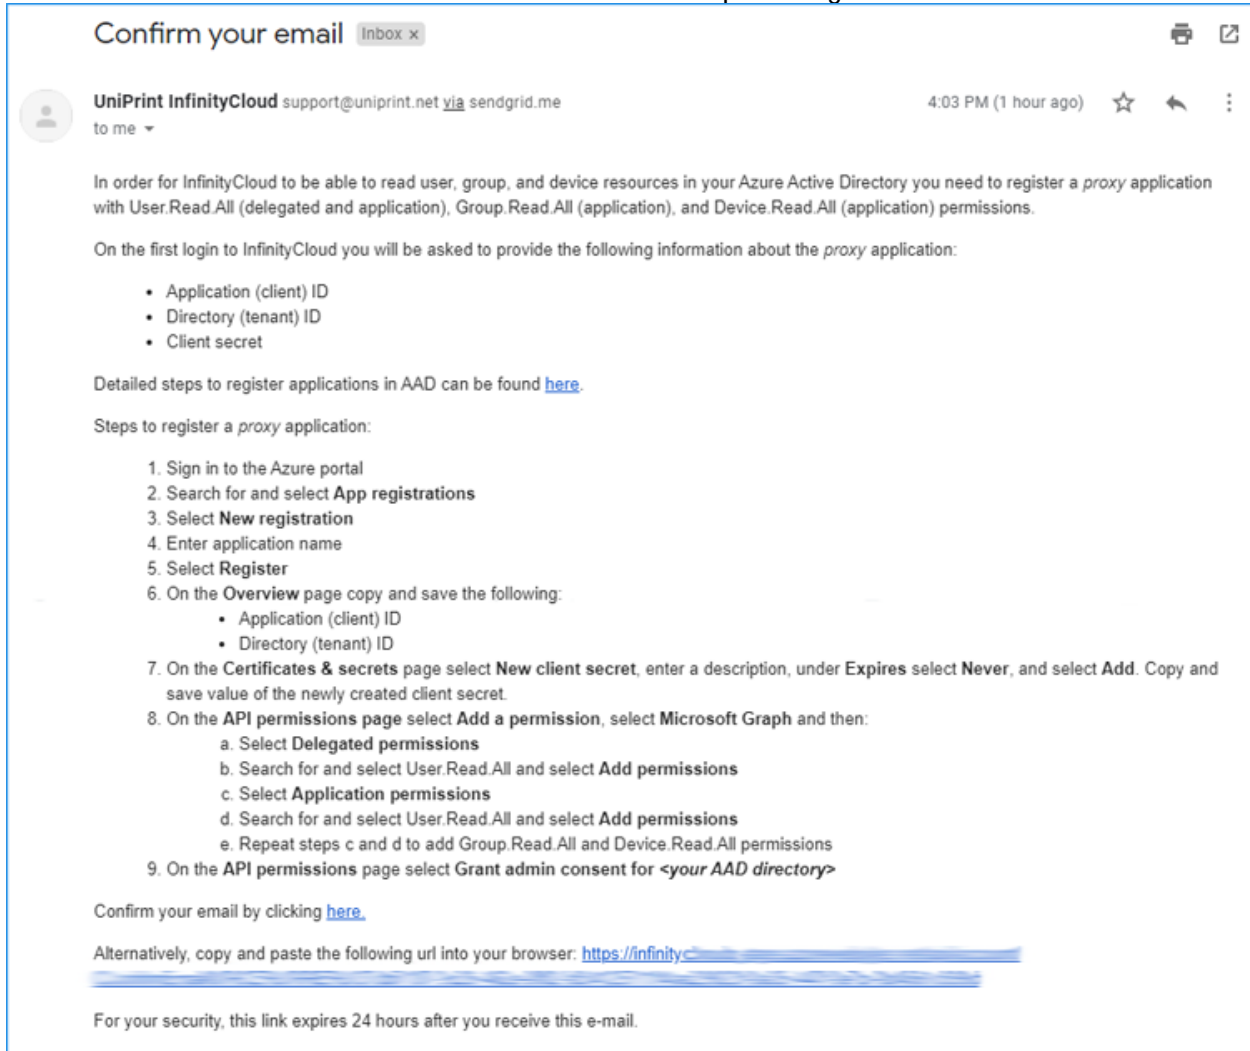 Confirm your email Inbox x
UniPrint InfinityCloud support@uniprint.net via sendgrid.me 4:03 PM (1 hour ago)
to me
In order for InfinityCloud to be able to read user, group, and device resources in your Azure Active Directory you need to register a proxy application
with User.Read.All (delegated and application), Group.Read.All (application), and Device.Read.All (application) permissions.
On the first login to InfinityCloud you will be asked to provide the following information about the proxy application:
• Application (client) ID
• Directory (tenant) ID
• Client secret
Detailed steps to register applications in AAD can be found here.
Steps to register a proxy application:
1. Sign in to the Azure portal
2. Search for and select App registrations
3. Select New registration
4. Enter application name
5. Select Register
6. On the Overview page copy and save the following:
• Application (client) ID
• Directory (tenant) ID
7. On the Certificates & secrets page select New client secret, enter a description, under Expires select Never, and select Add. Copy and
save value of the newly created client secret.
8. On the API permissions page select Add a permission, select Microsoft Graph and then:
a. Select Delegated permissions
b. Search for and select User.Read.All and select Add permissions
c. Select Application permissions
d. Search for and select User.Read.All and select Add permissions
e. Repeat steps c and d to add Group.Read.All and Device.Read.All permissions
9. On the API permissions page select Grant admin consent for <your AAD directory>
Confirm your email by clicking here.
Alternatively, copy and paste the following url into your browser: https://infinity
For your security, this link expires 24 hours after you receive this e-mail.